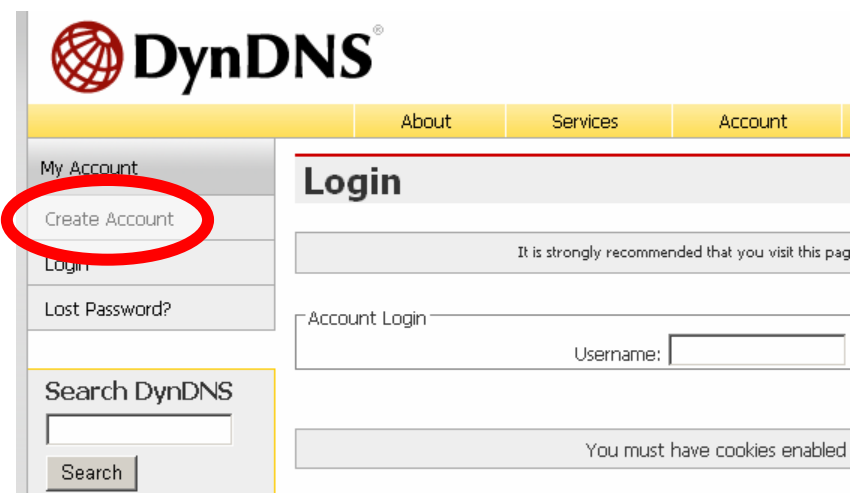 DynDNS®
About Services Account
My Account
Create Account
Login
Lost Password?
Search DynDNS
Search
Login
It is strongly recommended that you visit this pag
Account Login
Username:
You must have cookies enabled